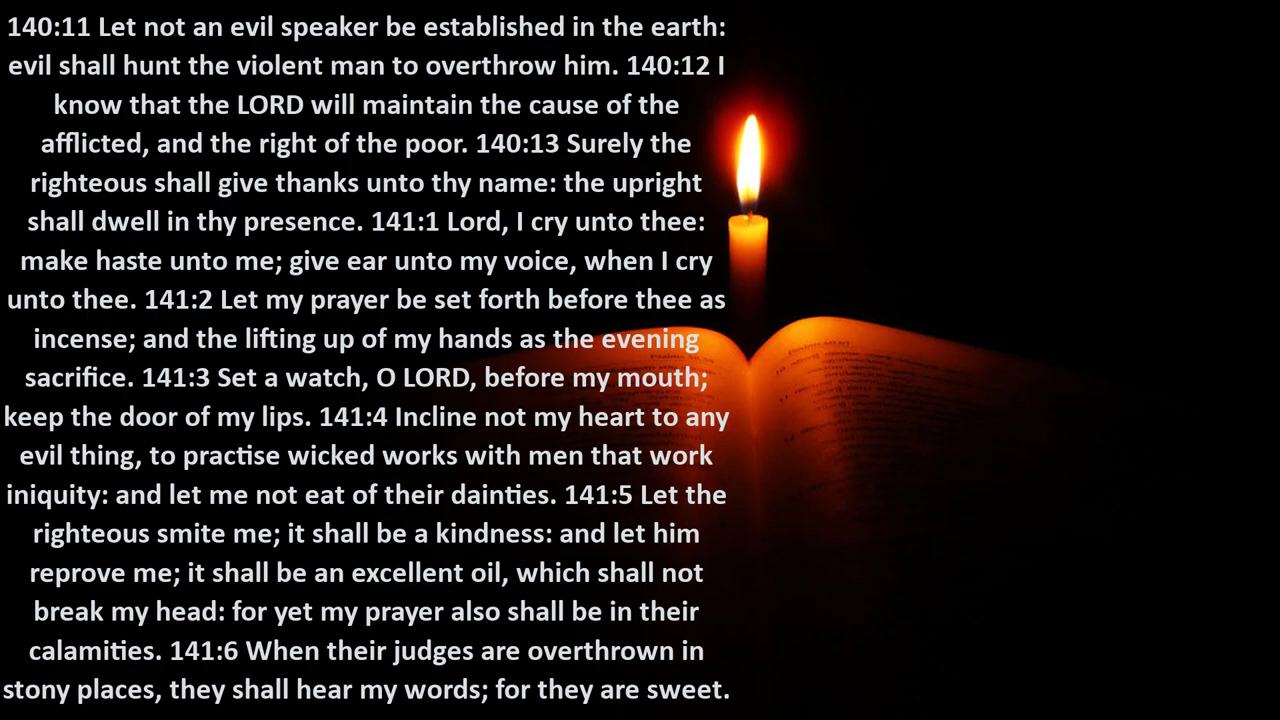 140:11 Let not an evil speaker be established in the earth:
evil shall hunt the violent man to overthrow him. 140:12 I
know that the LORD will maintain the cause of the
afflicted, and the right of the poor. 140:13 Surely the
righteous shall give thanks unto thy name: the upright
shall dwell in thy presence. 141:1 Lord, I cry unto thee:
make haste unto me; give ear unto my voice, when I cry
unto thee. 141:2 Let my prayer be set forth before thee as
incense; and the lifting up of my hands as the evening
sacrifice. 141:3 Set a watch, O LORD, before my mouth;
keep the door of my lips. 141:4 Incline not my heart to any
evil thing, to practise wicked works with men that work
iniquity: and let me not eat of their dainties. 141:5 Let the
righteous smite me; it shall be a kindness: and let him
reprove me; it shall be an excellent oil, which shall not
break my head: for yet my prayer also shall be in their
calamities. 141:6 When their judges are overthrown in
stony places, they shall hear my words; for they are sweet.